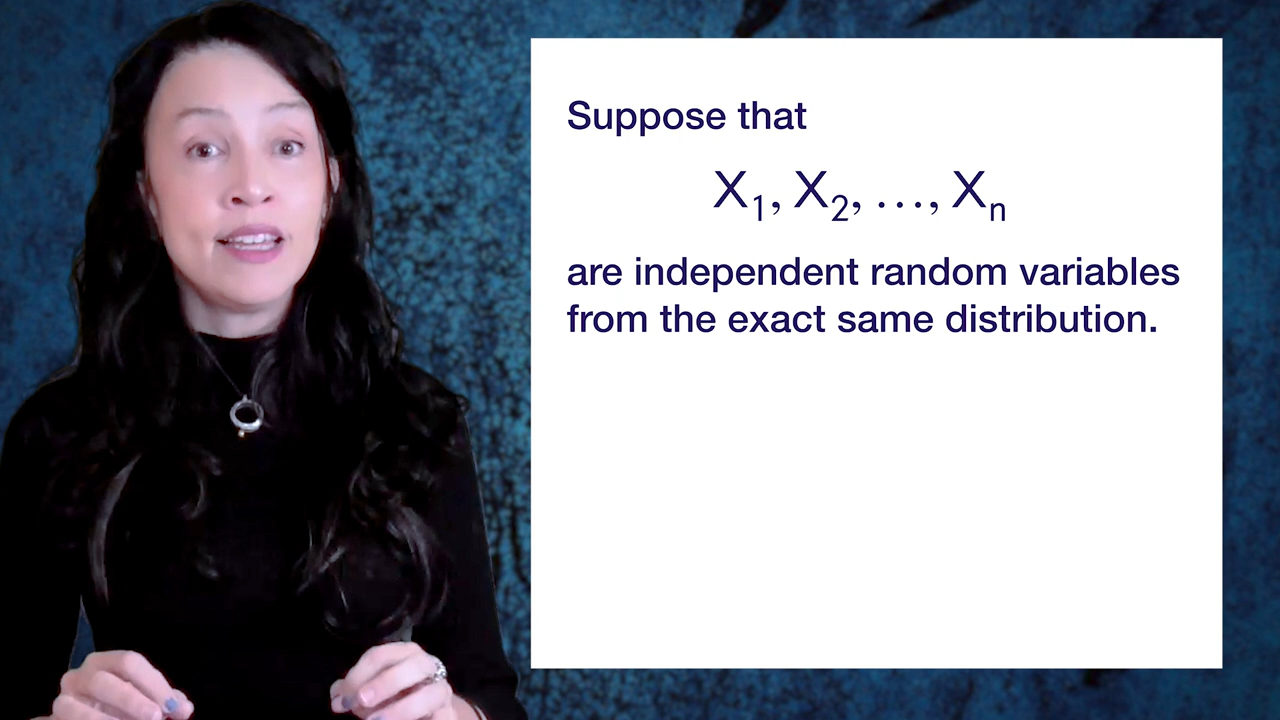 Suppose that
X₁, X₂, ..., Xₙ
are independent random variables
from the exact same distribution.